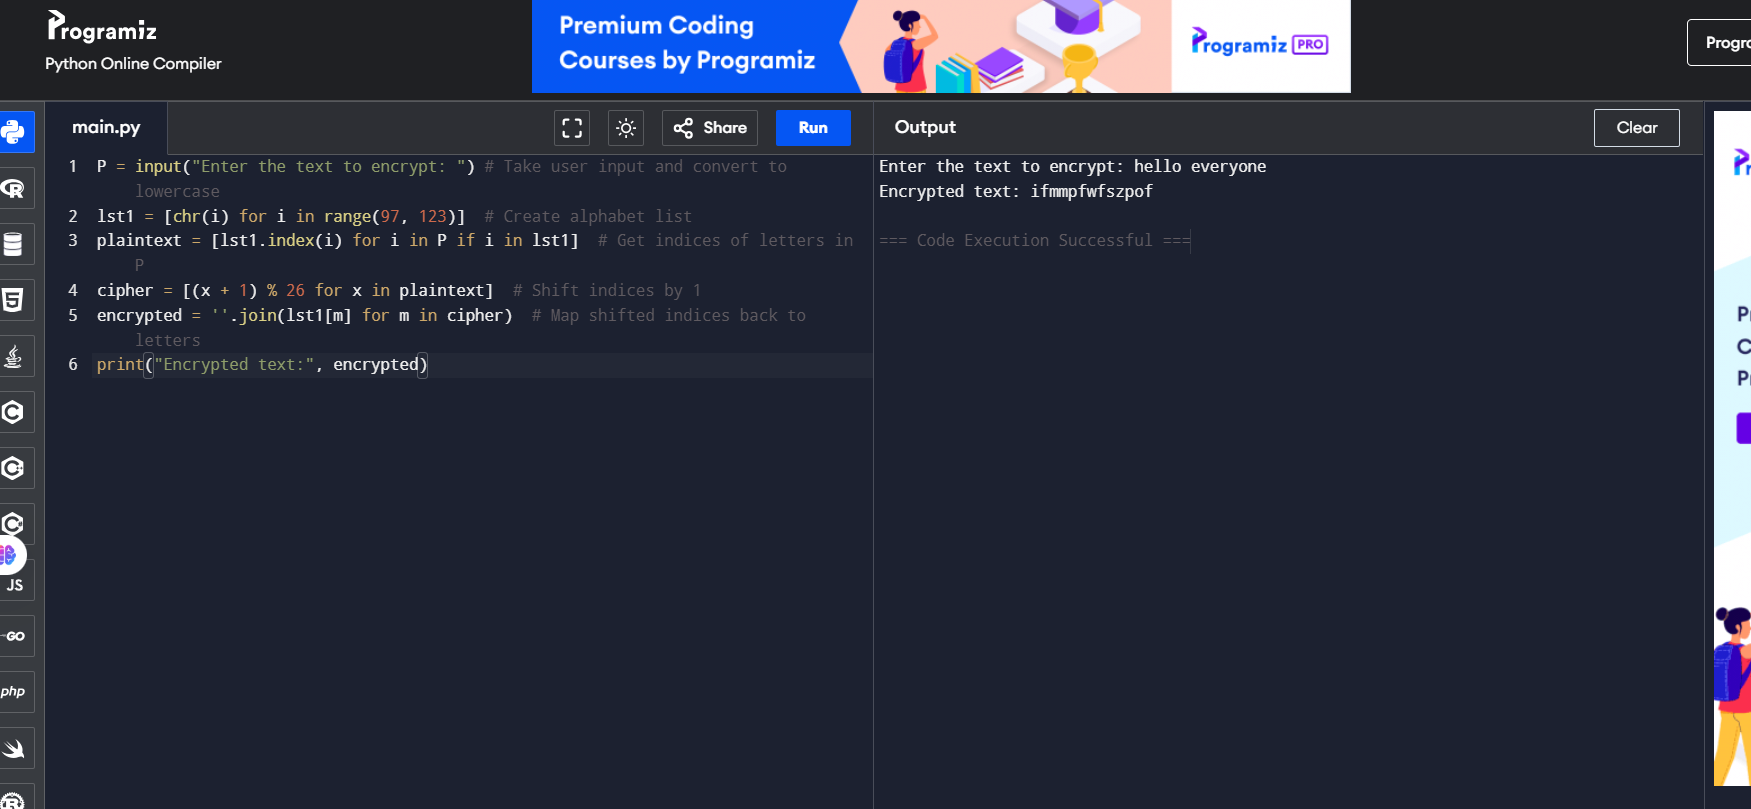 Programiz
Python Online Compiler
Premium Coding
Courses by Programiz
Programiz PRO
main.py
Share
Run
Output
Clear
1 P = input("Enter the text to encrypt: ") # Take user input and convert to
lowercase
2 lst1 = [chr(i) for i in range(97, 123)]  # Create alphabet list
3 plaintext = [lst1.index(i) for i in P if i in lst1]  # Get indices of letters in
P
4 cipher = [(x + 1) % 26 for x in plaintext]  # Shift indices by 1
5 encrypted = ''.join(lst1[m] for m in cipher)  # Map shifted indices back to
letters
6 print("Encrypted text:", encrypted)
Enter the text to encrypt: hello everyone
Encrypted text: ifmmpfwfszpof
=== Code Execution Successful ===
JS
GO
php